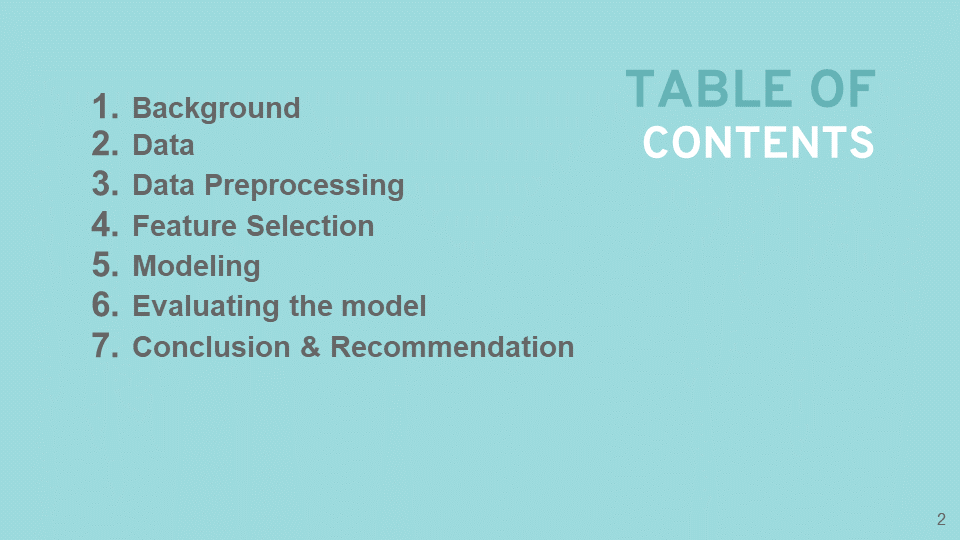 TABLE OF
CONTENTS
1. Background
2. Data
3. Data Preprocessing
4. Feature Selection
5. Modeling
6. Evaluating the model
7. Conclusion & Recommendation
2